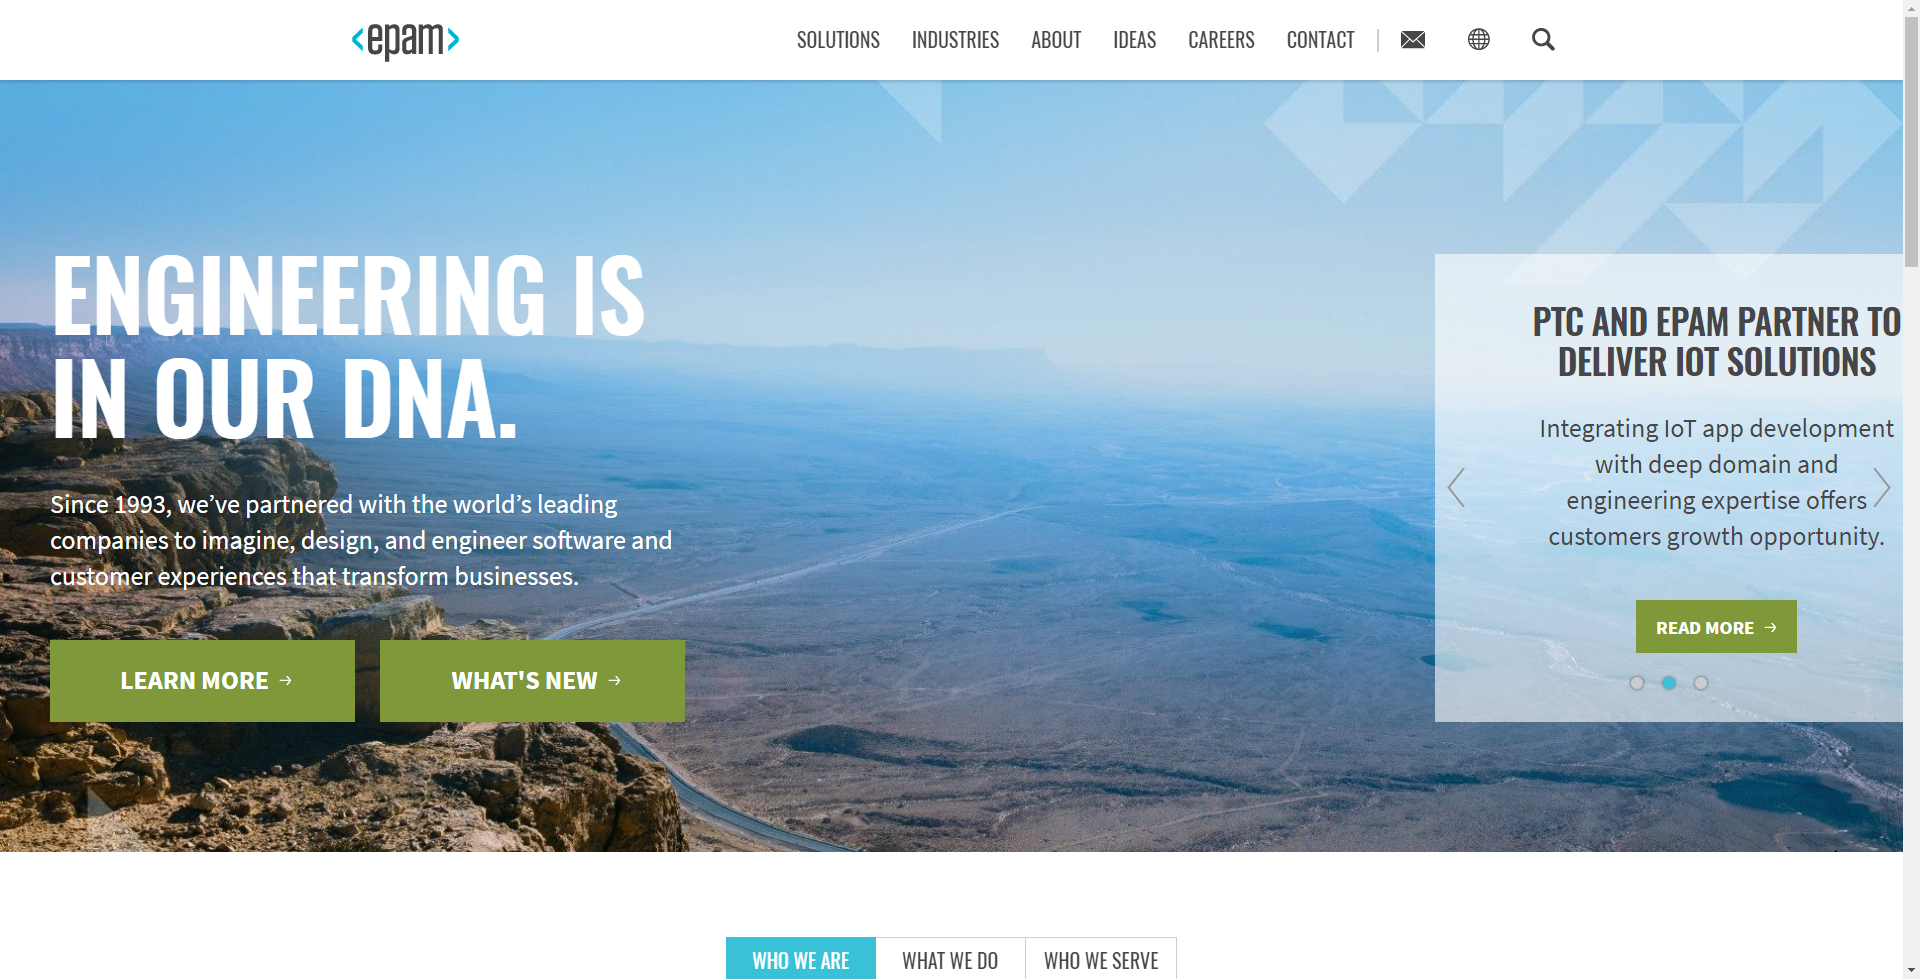 <epam>
SOLUTIONS INDUSTRIES ABOUT IDEAS CAREERS CONTACT
ENGINEERING IS
IN OUR DNA.
Since 1993, we’ve partnered with the world’s leading
companies to imagine, design, and engineer software and
customer experiences that transform businesses.
LEARN MORE →
WHAT'S NEW →
PTC AND EPAM PARTNER TO
DELIVER IOT SOLUTIONS
Integrating IoT app development
with deep domain and
engineering expertise offers
customers growth opportunity.
READ MORE →
WHO WE ARE
WHAT WE DO
WHO WE SERVE